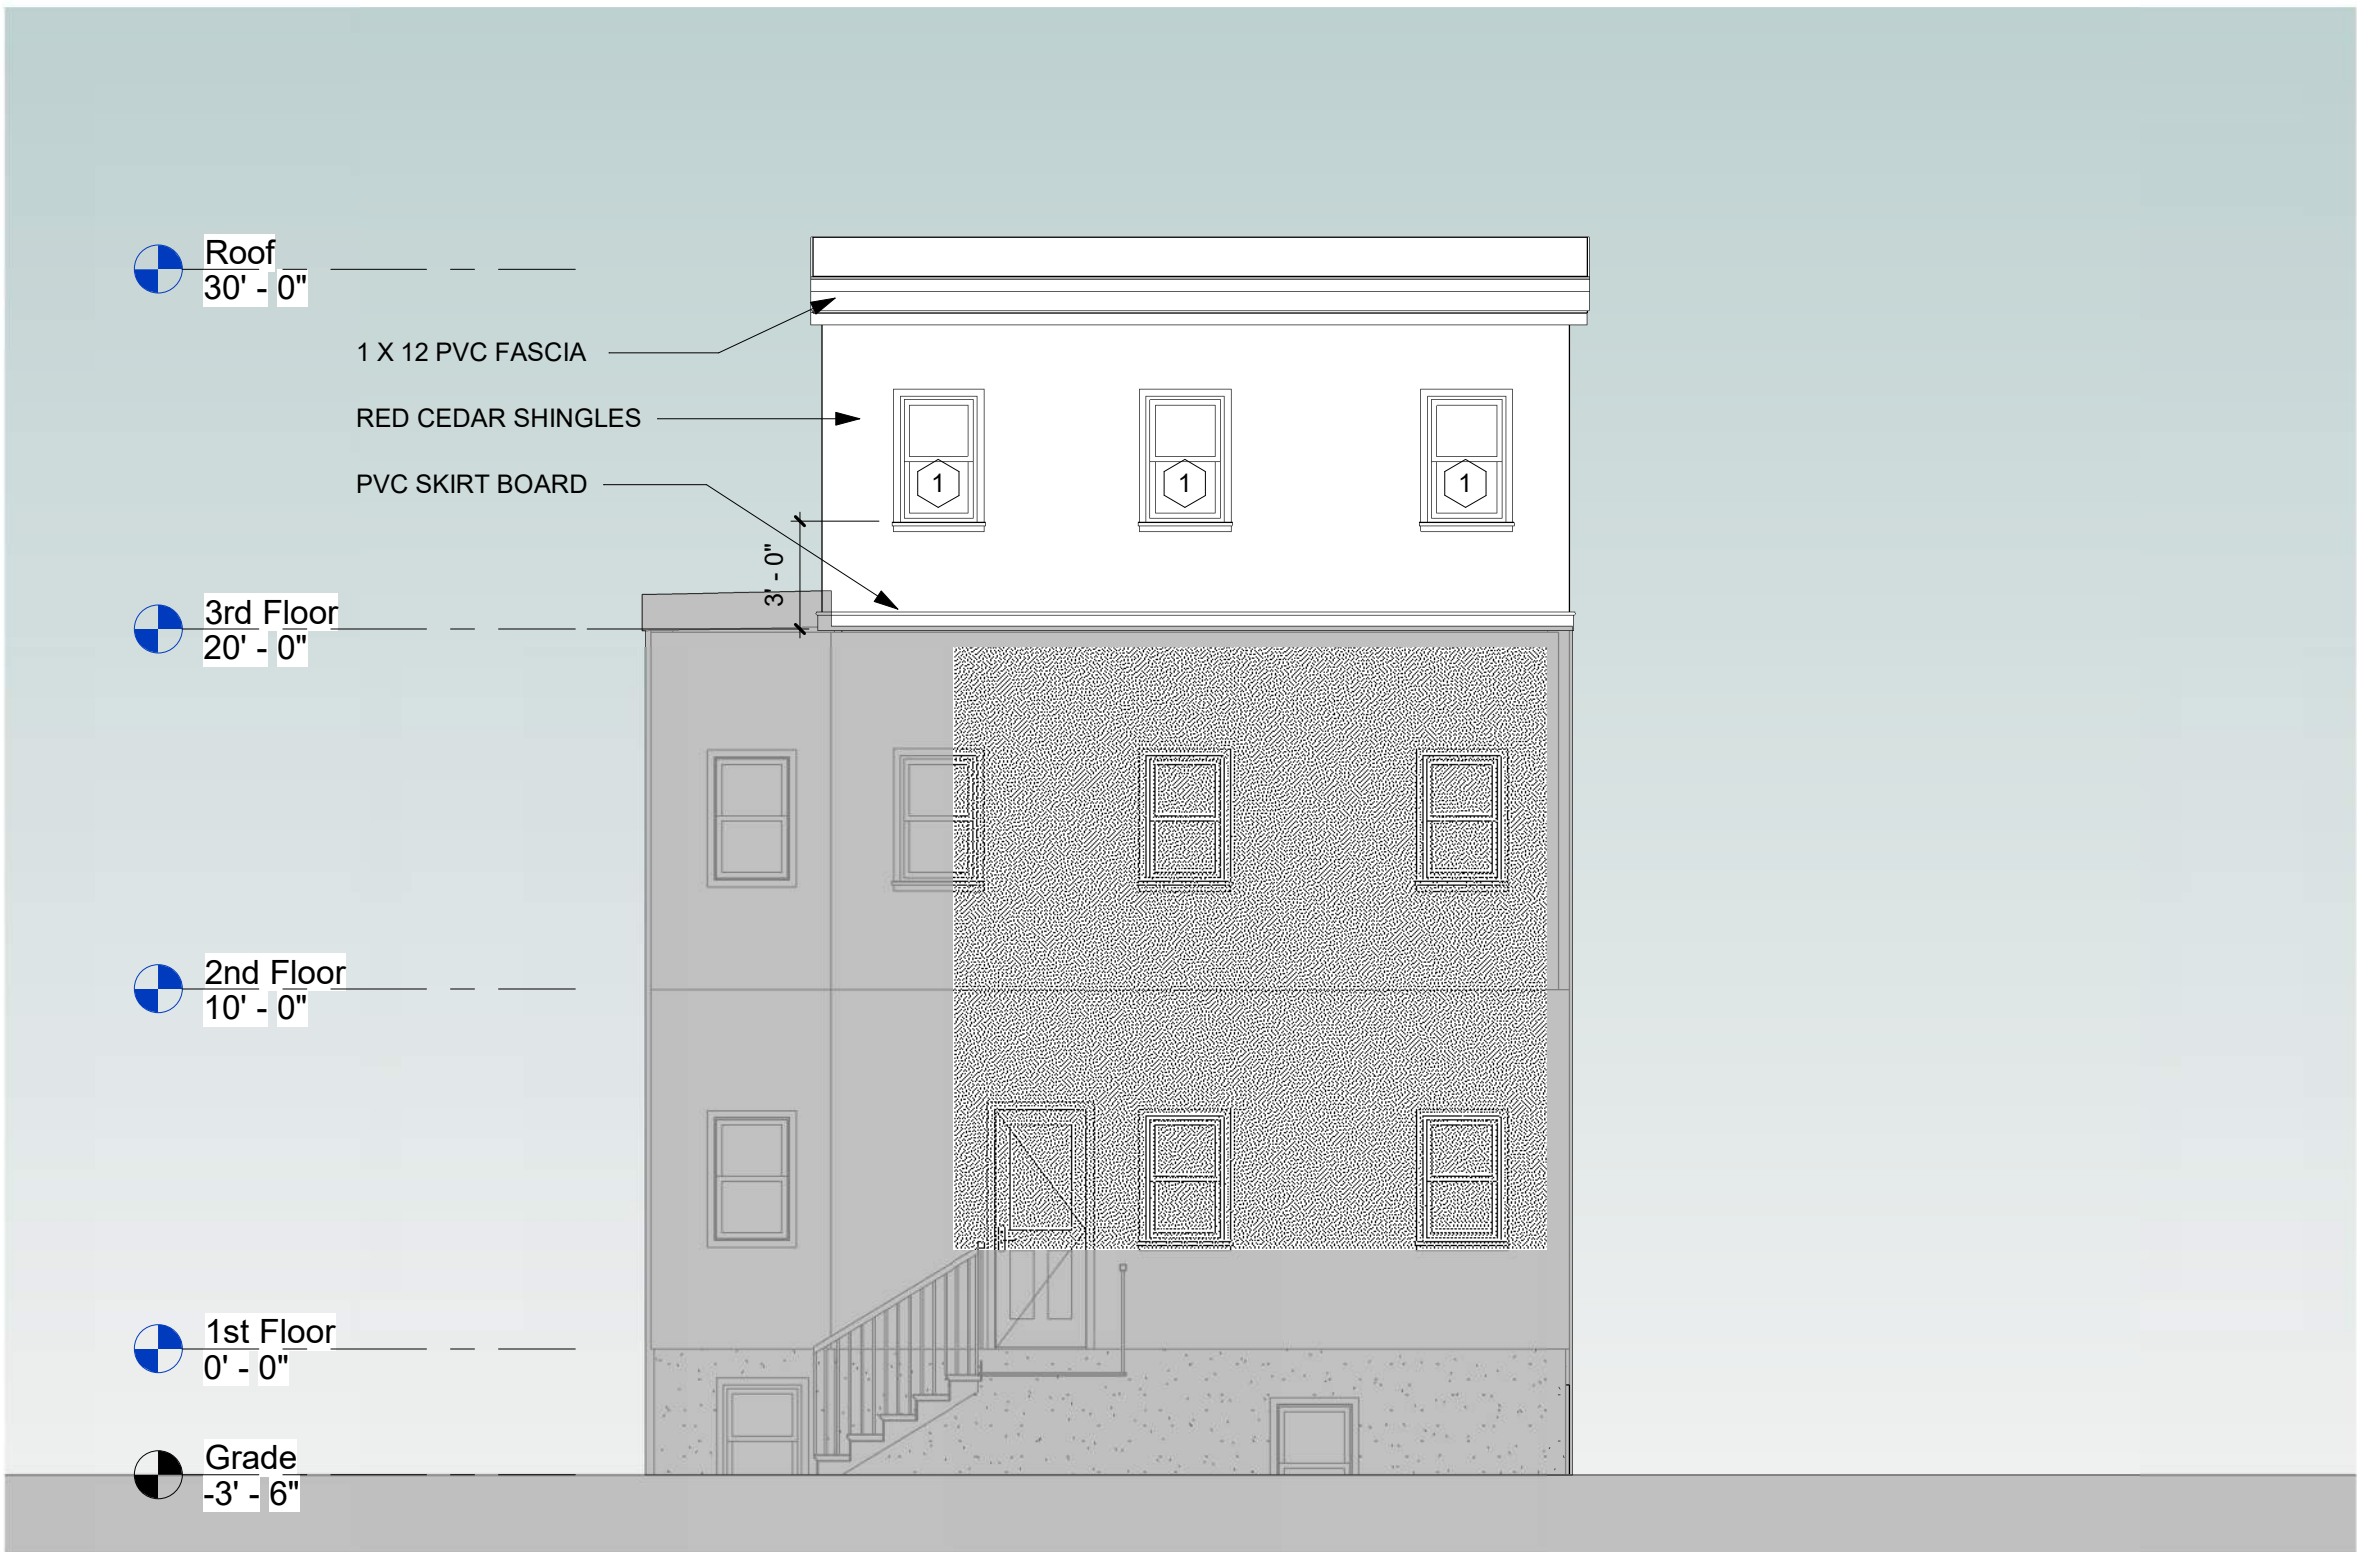 Roof
30' - 0"
1 X 12 PVC FASCIA
RED CEDAR SHINGLES
1
1
1
PVC SKIRT BOARD
3' - 0"
3rd Floor
20' - 0"
2nd Floor
10' - 0"
1st Floor
0' - 0"
Grade
-3' - 6"